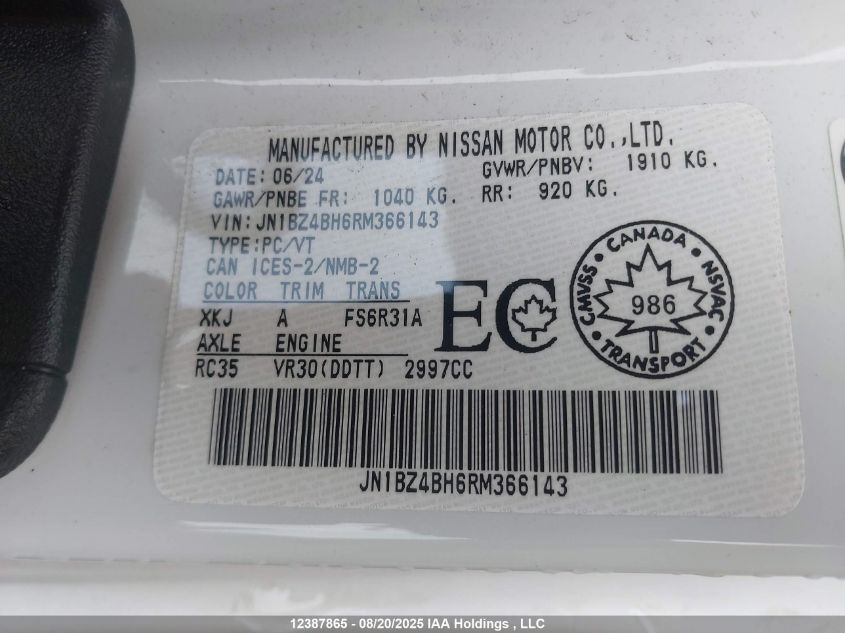 MANUFACTURED BY NISSAN MOTOR CO.,LTD.
DATE: 06/24 GVWR/PNBV: 1910 KG.
GAWR/PNBE FR: 1040 KG. RR: 920 KG.
VIN: JN1BZ4BH6RM366143
TYPE:PC/VT
CAN ICES-2/NMB-2
COLOR TRIM TRANS
XKJ A FS6R31A
AXLE ENGINE
RC35 VR30(DDTT) 2997CC
EC
CANADA
CMVSS NSVAC
986
TRANSPORT
JN1BZ4BH6RM366143
12387865 - 08/20/2025 IAA Holdings , LLC